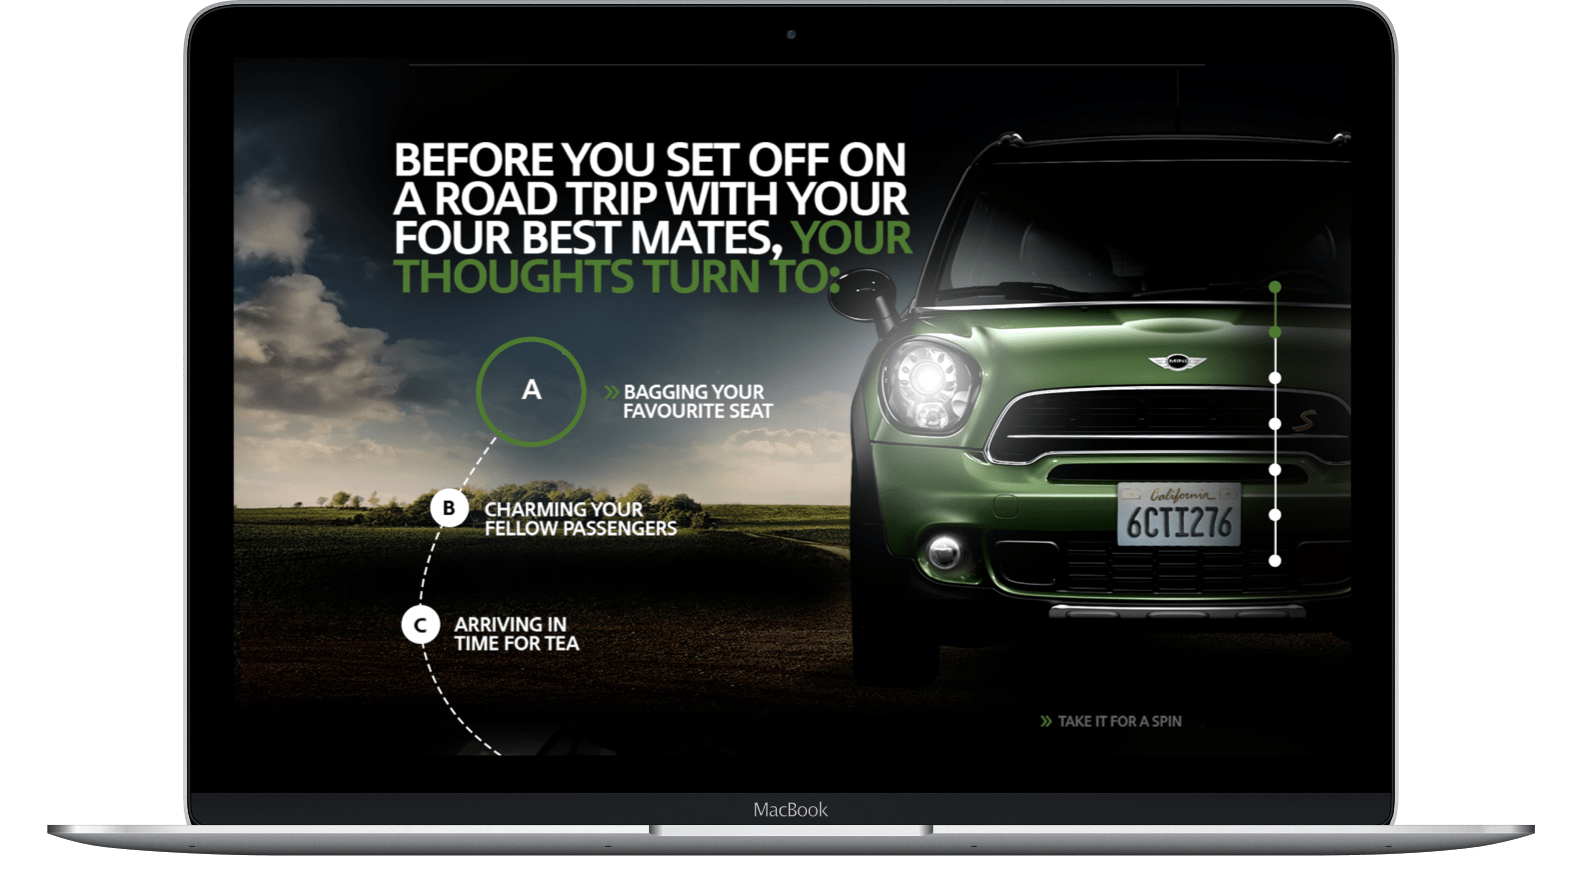 BEFORE YOU SET OFF ON
A ROAD TRIP WITH YOUR
FOUR BEST MATES, YOUR
THOUGHTS TURN TO:
A
» BAGGING YOUR
FAVOURITE SEAT
B
CHARMING YOUR
FELLOW PASSENGERS
C
ARRIVING IN
TIME FOR TEA
MINI
S
California
6CTI276
» TAKE IT FOR A SPIN
MacBook